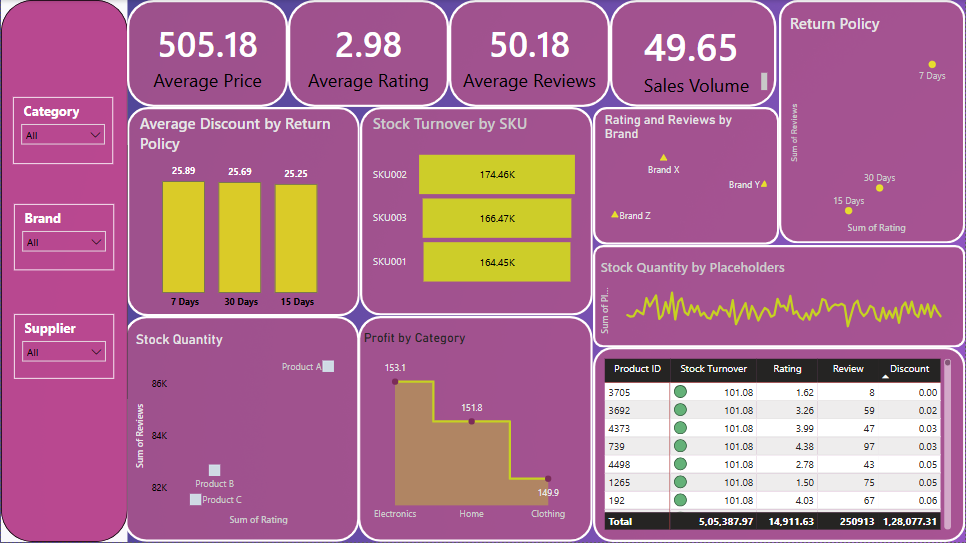 Category
All
Brand
All
Supplier
All
505.18
Average Price
2.98
Average Rating
50.18
Average Reviews
49.65
Sales Volume
Return Policy
Sum of Reviews
7 Days
30 Days
15 Days
Sum of Rating
Average Discount by Return
Policy
25.89
25.69
25.25
7 Days
30 Days
15 Days
Stock Turnover by SKU
SKU002
174.46K
SKU003
166.47K
SKU001
164.45K
Rating and Reviews by
Brand
Brand X
Brand Y
Brand Z
Stock Quantity by Placeholders
Sum of Pl...
Stock Quantity
Sum of Reviews
86K
84K
82K
Product A
Product B
Product C
Sum of Rating
Profit by Category
153.1
151.8
149.9
Electronics
Home
Clothing
Product ID Stock Turnover Rating Review Discount
3705 101.08 1.62 8 0.00
3692 101.08 3.26 59 0.02
4373 101.08 3.99 47 0.03
739 101.08 4.38 97 0.03
4498 101.08 2.78 43 0.05
1265 101.08 1.50 75 0.05
192 101.08 4.03 67 0.06
Total 5,05,387.97 14,911.63 250913 1,28,077.31